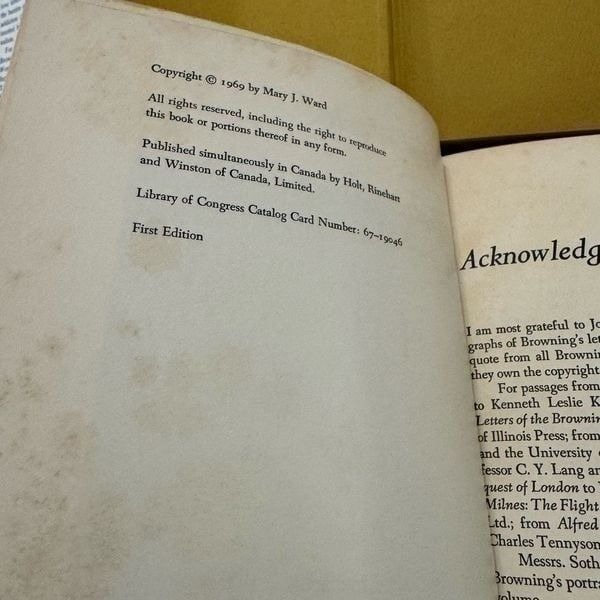 Copyright © 1969 by Mary J. Ward
All rights reserved, including the right to reproduce
this book or portions thereof in any form.
Published simultaneously in Canada by Holt, Rinehart
and Winston of Canada, Limited.
Library of Congress Catalog Card Number: 67-19046
First Edition
Acknowledg
I am most grateful to Jo
graphs of Browning's let
quote from all Browni
they own the copyright
For passages from
to Kenneth Leslie K
Letters of the Brownin
of Illinois Press; from
and the University
fessor C. Y. Lang an
quest of London to
Milnes: The Flight
Ltd.; from Alfred
Charles Tennyson
Messrs. Soth
Browning's portra
volume